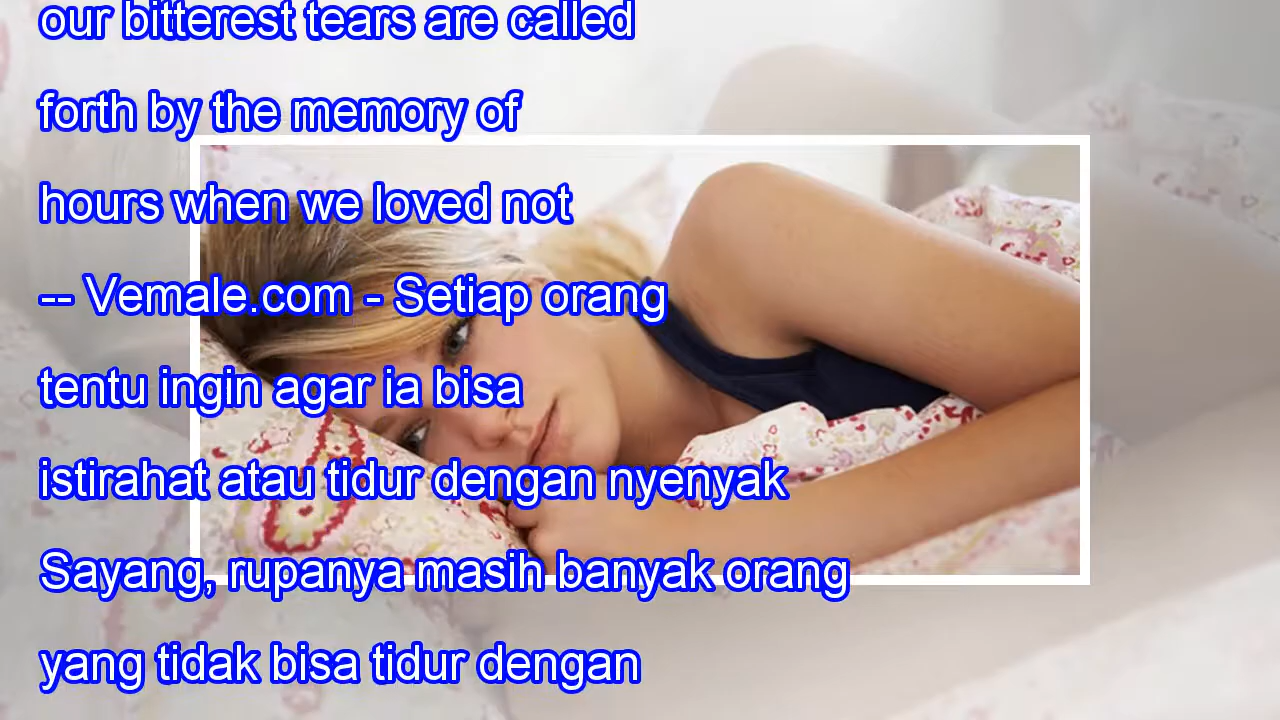 our bitterest tears are called
forth by the memory of
hours when we loved not
-- Vemale.com - Setiap orang
tentu ingin agar ia bisa
istirahat atau tidur dengan nyenyak
Sayang, rupanya masih banyak orang
yang tidak bisa tidur dengan